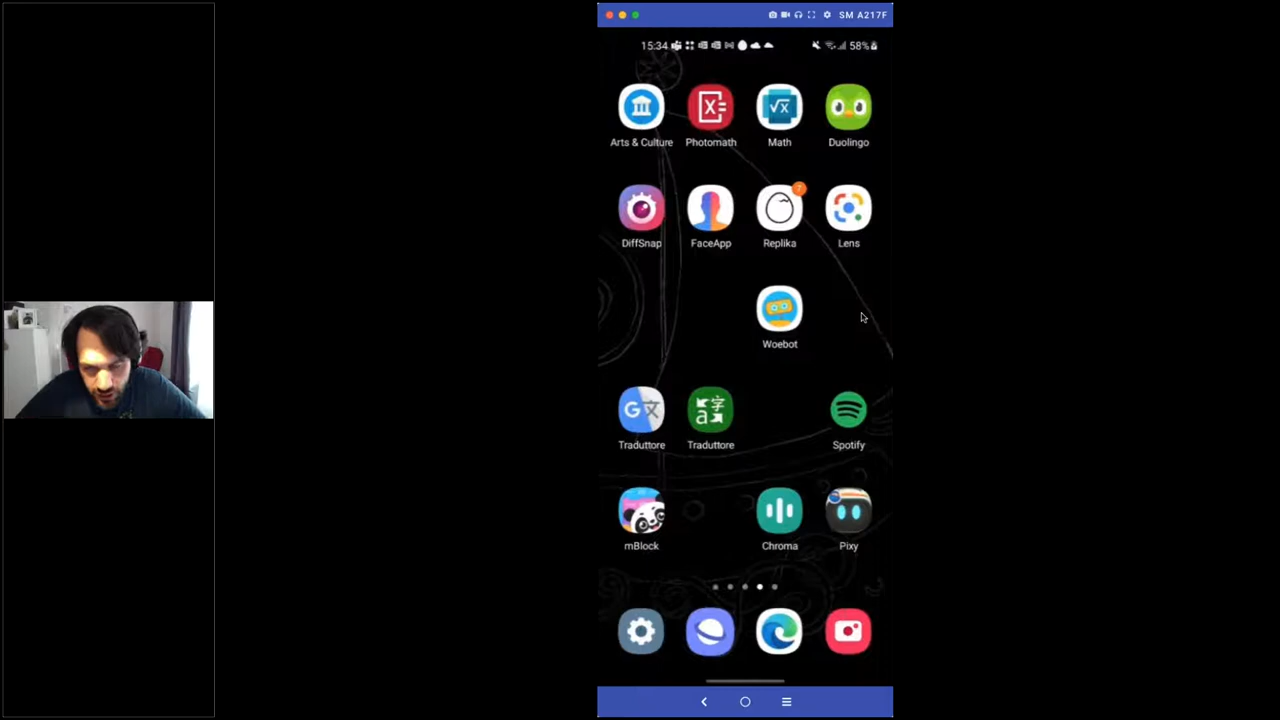 SM A217F
15:34 58%
Arts & Culture Photomath Math Duolingo
DiffSnap FaceApp Replika Lens
7
Woebot
Traduttore Traduttore Spotify
mBlock Chroma Pixy